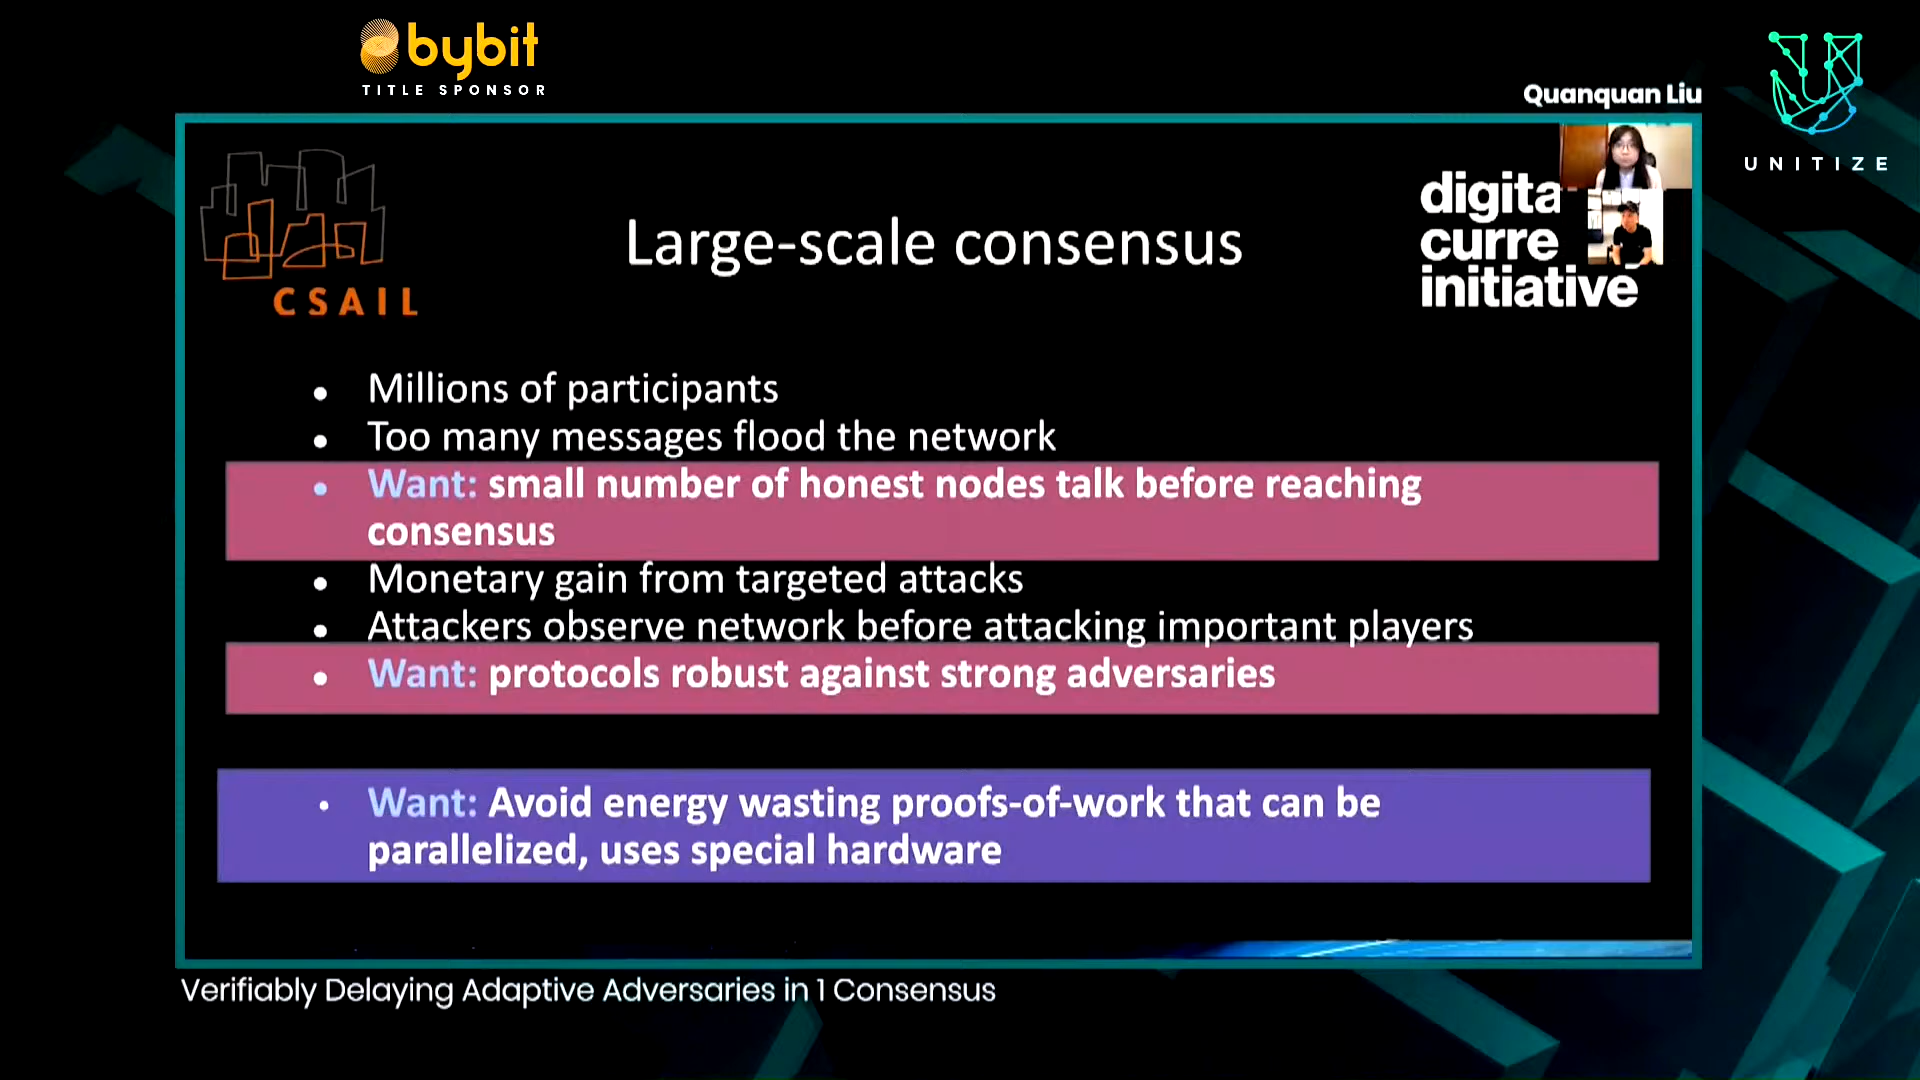 bybit
TITLE SPONSOR
Quanquan Liu
UNITIZE
CSAIL
Large-scale consensus
digita
curre
initiative
• Millions of participants
• Too many messages flood the network
• Want: small number of honest nodes talk before reaching
consensus
• Monetary gain from targeted attacks
• Attackers observe network before attacking important players
• Want: protocols robust against strong adversaries
• Want: Avoid energy wasting proofs-of-work that can be
parallelized, uses special hardware
Verifiably Delaying Adaptive Adversaries in 1 Consensus